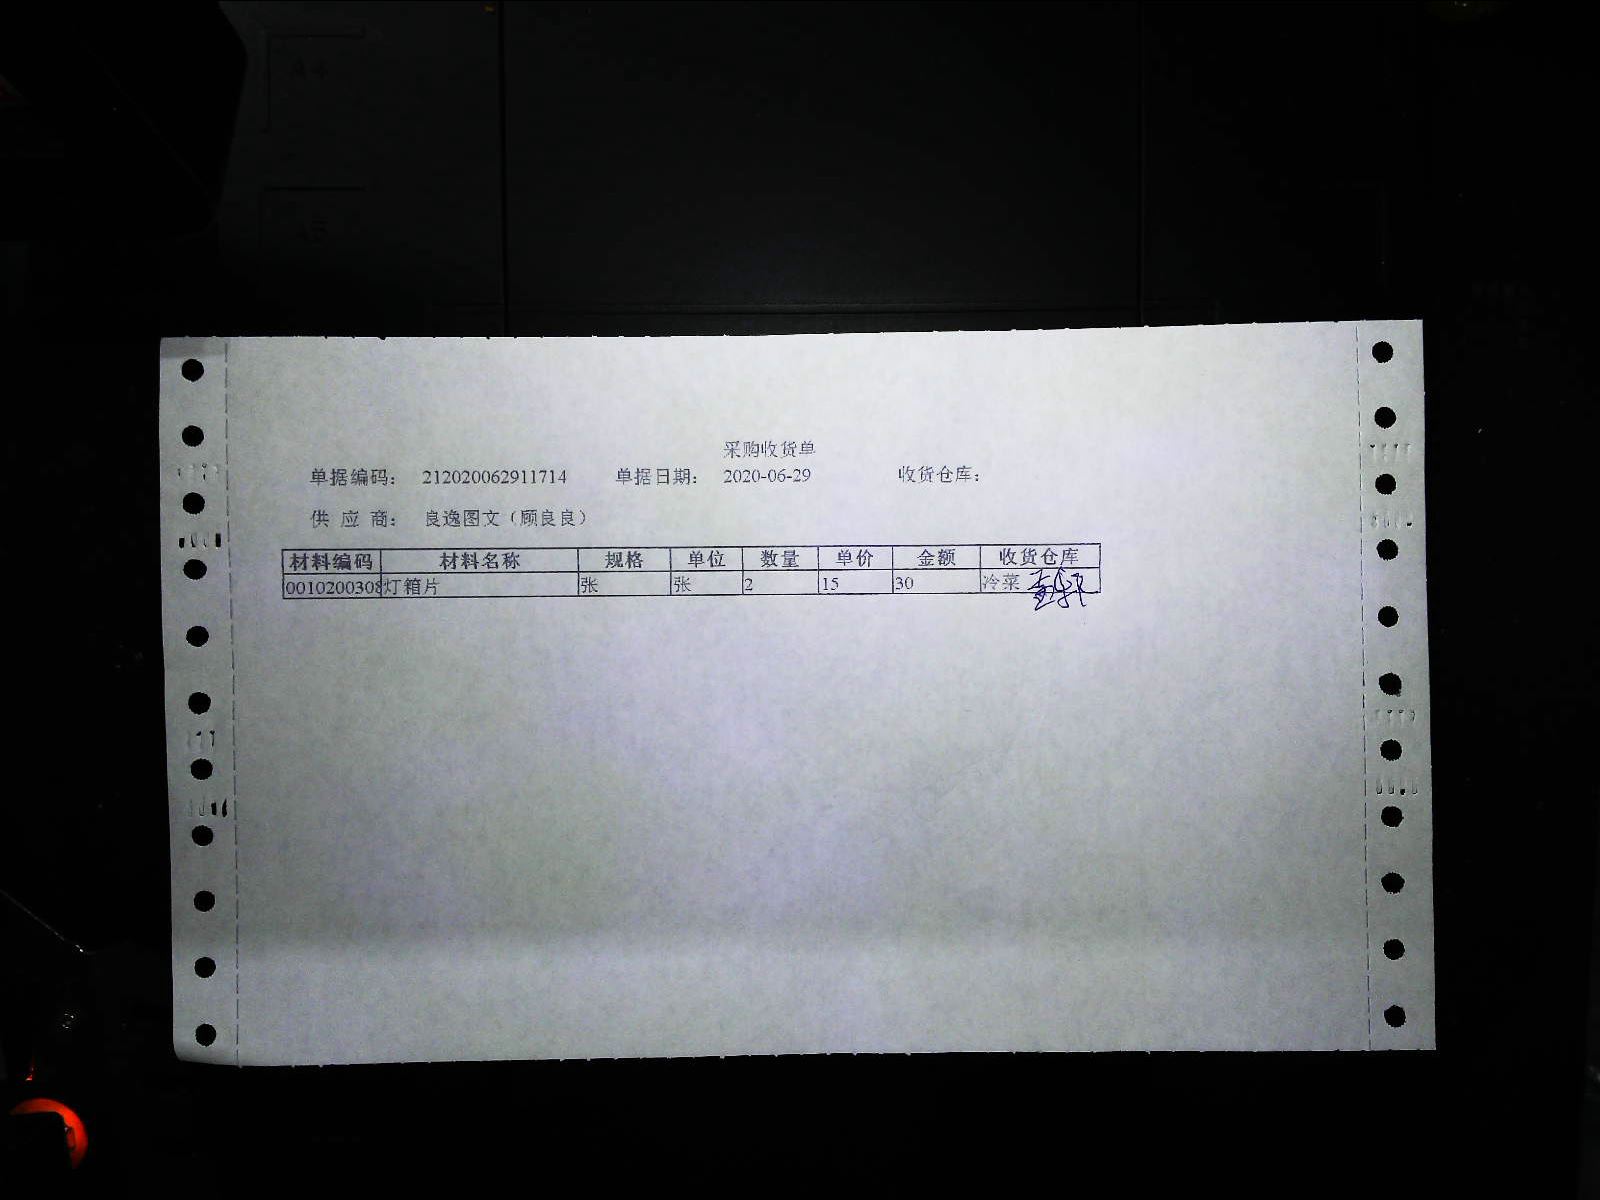 采购收货单
单据编码: 212020062911714 单据日期: 2020-06-29 收货仓库:
供 应 商: 良逸图文（顾良良）
材料编码 材料名称 规格 单位 数量 单价 金额 收货仓库
0010200308 灯箱片 张 张 2 15 30 冷菜